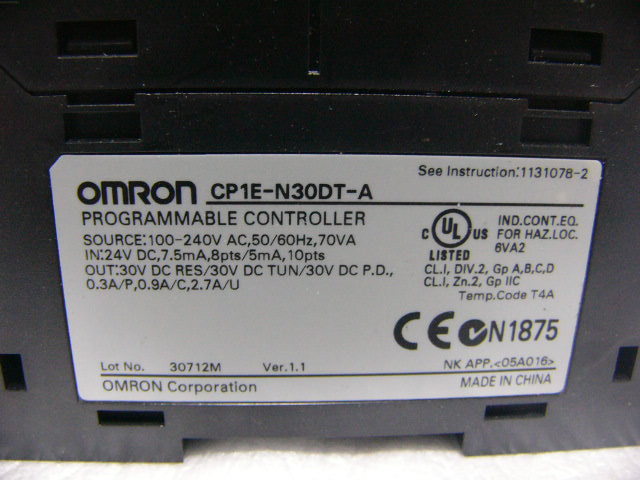 See Instruction:1131078-2
OMRON CP1E-N30DT-A
PROGRAMMABLE CONTROLLER
SOURCE:100-240V AC,50/60Hz,70VA
IN:24V DC,7.5mA,8pts/5mA,10pts
OUT:30V DC RES/30V DC TUN/30V DC P.D.,
0.3A/P,0.9A/C,2.7A/U
C UL US
LISTED
IND.CONT.EQ.
FOR HAZ.LOC.
6VA2
CL.I, DIV.2, Gp A,B,C,D
CL.I, Zn.2, Gp IIC
Temp.Code T4A
CE N1875
Lot No. 30712M Ver.1.1
NK APP.<05A016>
OMRON Corporation
MADE IN CHINA